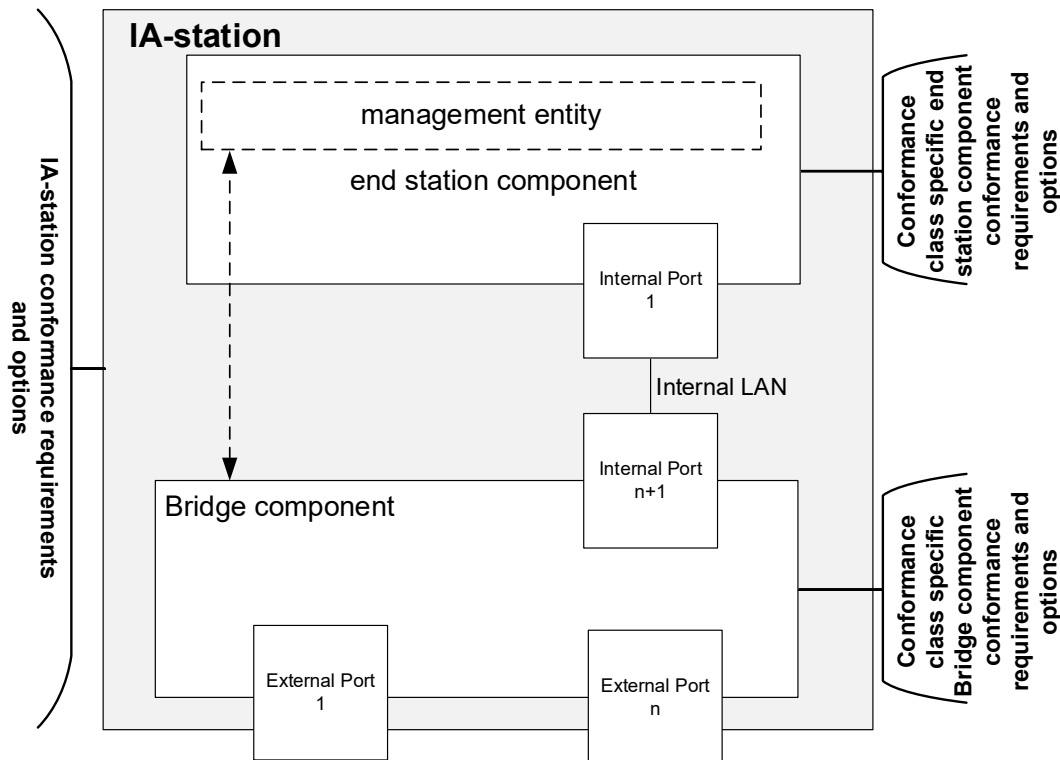 IA-station
management entity
end station component
Internal Port
1
Internal LAN
Internal Port
n+1
Bridge component
External Port
1
External Port
n
IA-station conformance requirements
and options
Conformance
class specific end
station component
conformance
requirements and
options
Conformance
class specific
Bridge component
conformance
requirements and
options